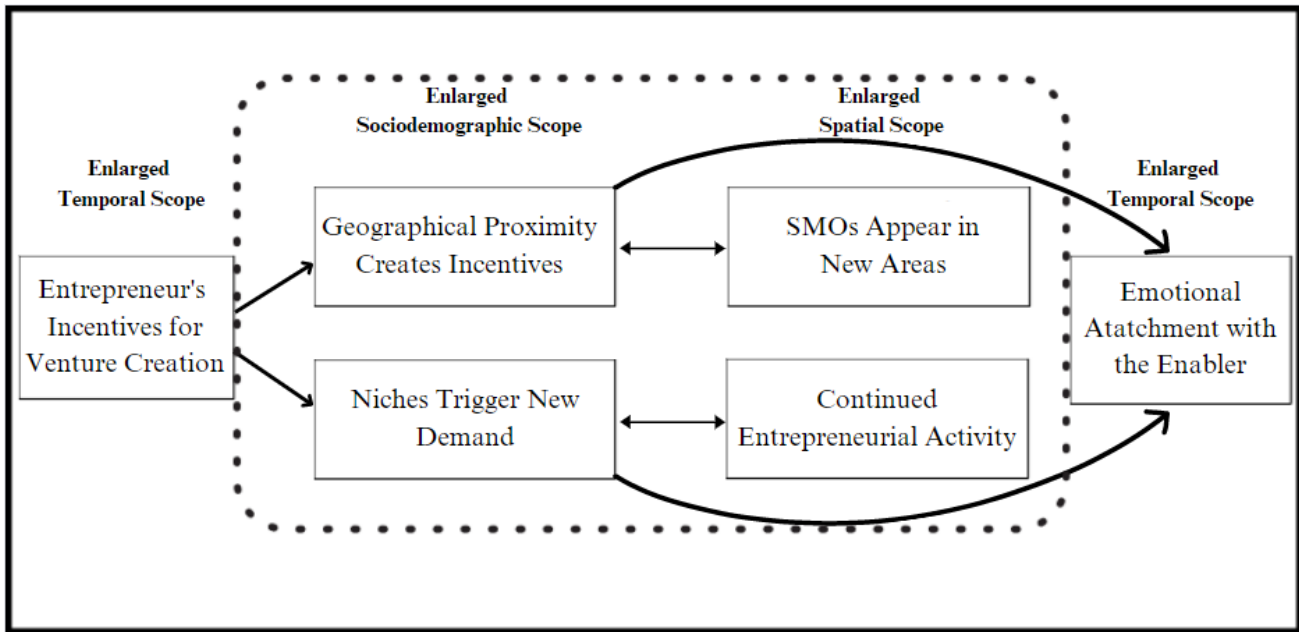 Enlarged
Sociodemographic Scope
Enlarged
Spatial Scope
Enlarged
Temporal Scope
Enlarged
Temporal Scope
Geographical Proximity
Creates Incentives
SMOs Appear in
New Areas
Entrepreneur's
Incentives for
Venture Creation
Emotional
Atatchment with
the Enabler
Niches Trigger New
Demand
Continued
Entrepreneurial Activity